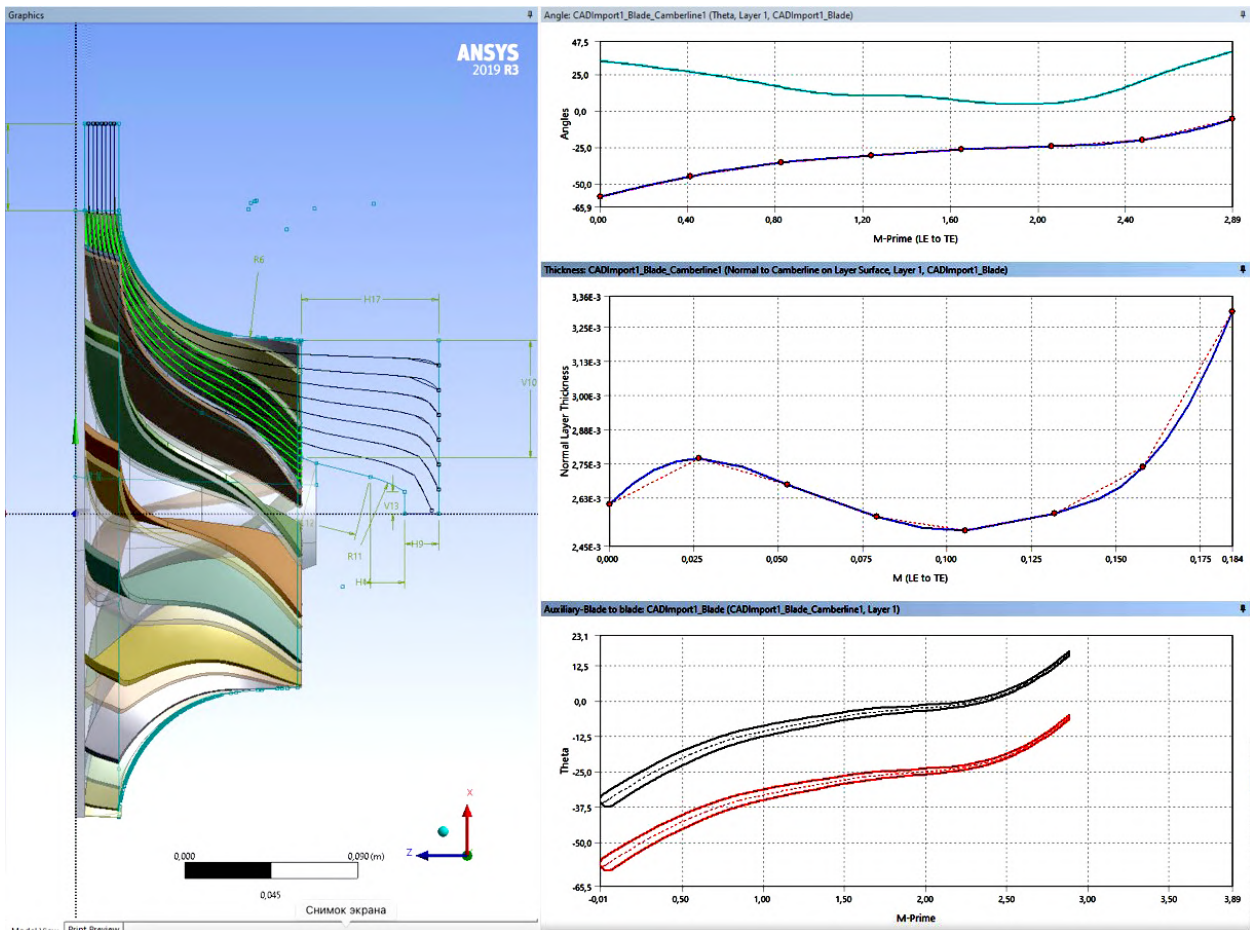 Graphics
ANSYS
2019 R3
R6
H17
V10
V13
R11
H9
0,000
0,090 (m)
0,045
X
Z
Снимок экрана
Print Preview
Angle: CADImport1_Blade_Camberline1 (Theta, Layer 1, CADImport1_Blade)
47,5
25,0
0,0
-25,0
-50,0
-65,9
Angles
0,00
0,40
0,80
1,20
1,60
2,00
2,40
2,89
M-Prime (LE to TE)
Thickness: CADImport1_Blade_Camberline1 (Normal to Camberline on Layer Surface, Layer 1, CADImport1_Blade)
3,36E-3
3,25E-3
3,13E-3
3,00E-3
2,88E-3
2,75E-3
2,63E-3
2,45E-3
Normal Layer Thickness
0,000
0,025
0,050
0,075
0,100
0,125
0,150
0,175
0,184
M (LE to TE)
Auxiliary-Blade to blade: CADImport1_Blade (CADImport1_Blade_Camberline1, Layer 1)
23,1
12,5
0,0
-12,5
-25,0
-37,5
-50,0
-65,5
Theta
-0,01
0,50
1,00
1,50
2,00
2,50
3,00
3,89
M-Prime